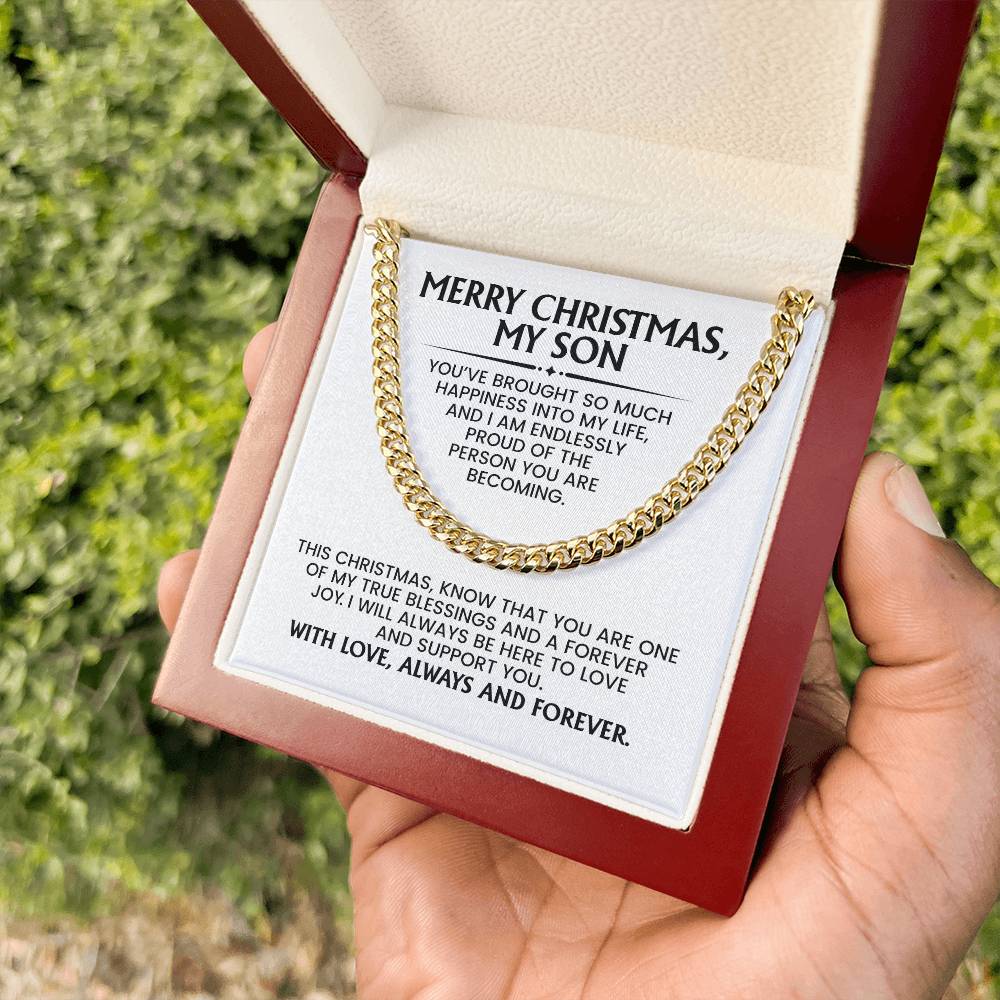 MERRY CHRISTMAS,
MY SON
YOU'VE BROUGHT SO MUCH
HAPPINESS INTO MY LIFE,
AND I AM ENDLESSLY
PROUD OF THE
PERSON YOU ARE
BECOMING.
THIS CHRISTMAS, KNOW THAT YOU ARE ONE
OF MY TRUE BLESSINGS AND A FOREVER
JOY. I WILL ALWAYS BE HERE TO LOVE
AND SUPPORT YOU.
WITH LOVE, ALWAYS AND FOREVER.